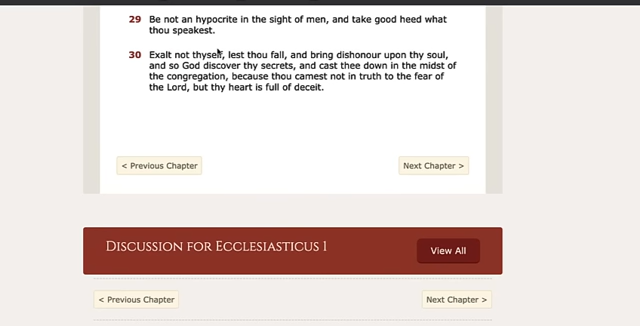 29 Be not an hypocrite in the sight of men, and take good heed what
thou speakest.
30 Exalt not thyself, lest thou fall, and bring dishonour upon thy soul,
and so God discover thy secrets, and cast thee down in the midst of
the congregation, because thou camest not in truth to the fear of
the Lord, but thy heart is full of deceit.
< Previous Chapter Next Chapter >
Discussion for Ecclesiasticus 1 View All
< Previous Chapter Next Chapter >